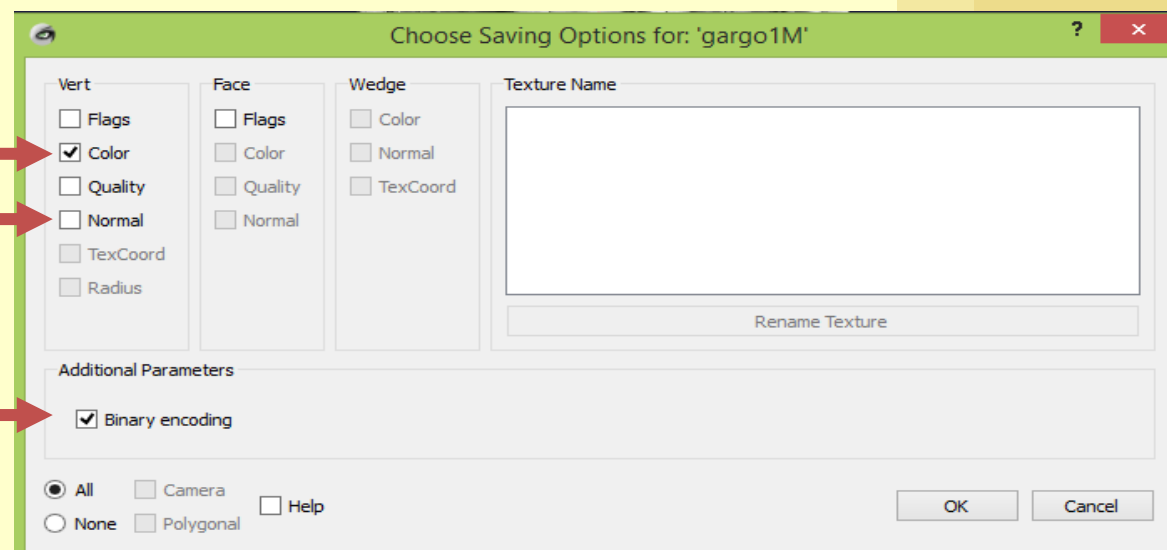 Choose Saving Options for: 'gargo1M'
?
×
Vert
Flags
Color
Quality
Normal
TexCoord
Radius
Face
Flags
Color
Quality
Normal
Wedge
Color
Normal
TexCoord
Texture Name
Rename Texture
Additional Parameters
Binary encoding
All
None
Camera
Polygonal
Help
OK
Cancel